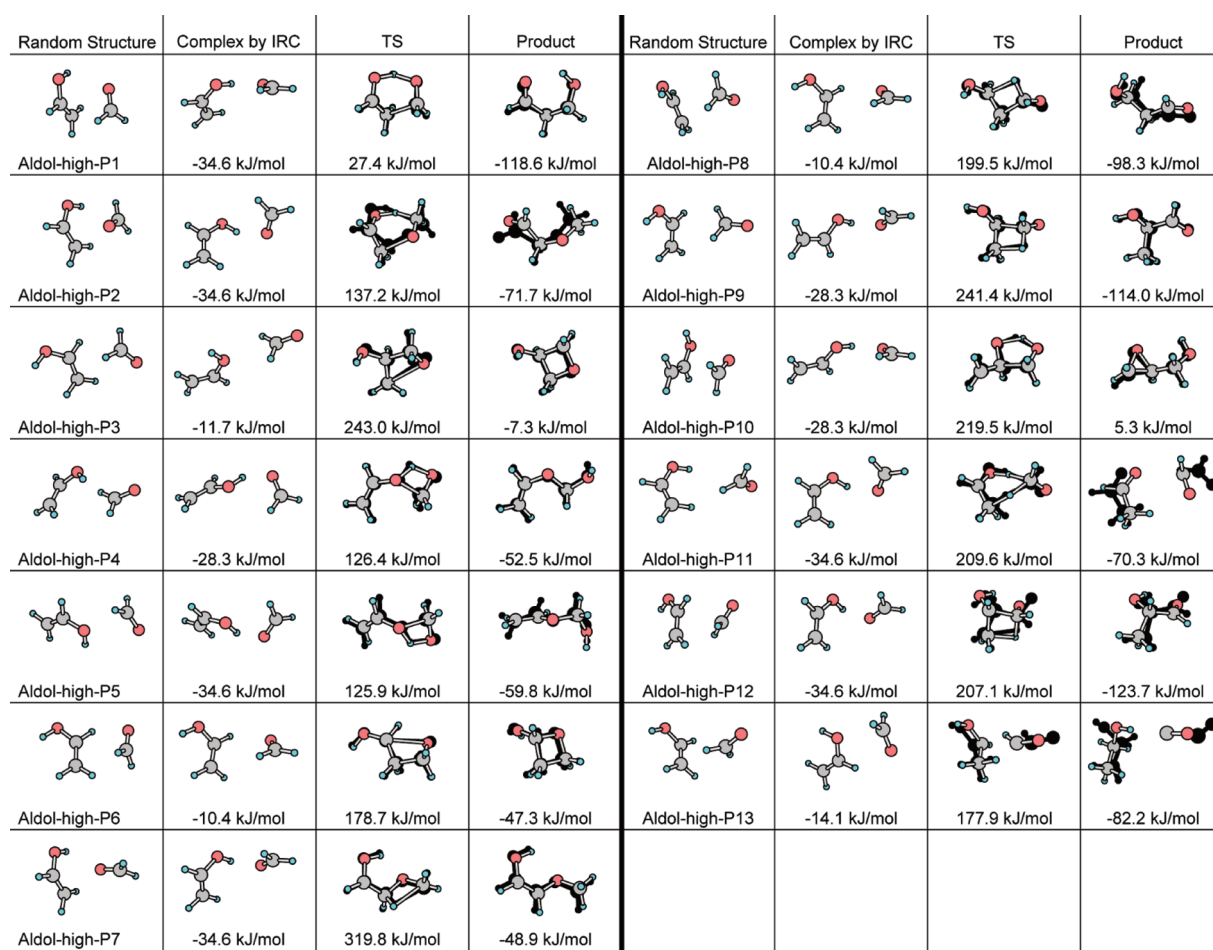 Random Structure Complex by IRC TS Product Random Structure Complex by IRC TS Product
Aldol-high-P1 -34.6 kJ/mol 27.4 kJ/mol -118.6 kJ/mol Aldol-high-P8 -10.4 kJ/mol 199.5 kJ/mol -98.3 kJ/mol
Aldol-high-P2 -34.6 kJ/mol 137.2 kJ/mol -71.7 kJ/mol Aldol-high-P9 -28.3 kJ/mol 241.4 kJ/mol -114.0 kJ/mol
Aldol-high-P3 -11.7 kJ/mol 243.0 kJ/mol -7.3 kJ/mol Aldol-high-P10 -28.3 kJ/mol 219.5 kJ/mol 5.3 kJ/mol
Aldol-high-P4 -28.3 kJ/mol 126.4 kJ/mol -52.5 kJ/mol Aldol-high-P11 -34.6 kJ/mol 209.6 kJ/mol -70.3 kJ/mol
Aldol-high-P5 -34.6 kJ/mol 125.9 kJ/mol -59.8 kJ/mol Aldol-high-P12 -34.6 kJ/mol 207.1 kJ/mol -123.7 kJ/mol
Aldol-high-P6 -10.4 kJ/mol 178.7 kJ/mol -47.3 kJ/mol Aldol-high-P13 -14.1 kJ/mol 177.9 kJ/mol -82.2 kJ/mol
Aldol-high-P7 -34.6 kJ/mol 319.8 kJ/mol -48.9 kJ/mol